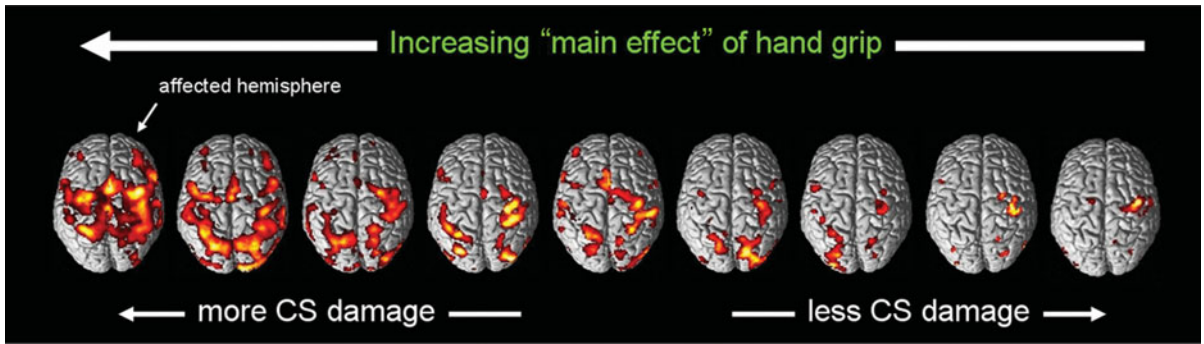 Increasing “main effect” of hand grip
affected hemisphere
more CS damage
less CS damage